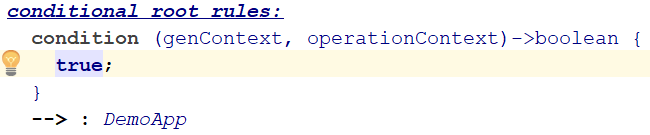 conditional root rules:
condition (genContext, operationContext)->boolean {
true;
}
--> : DemoApp